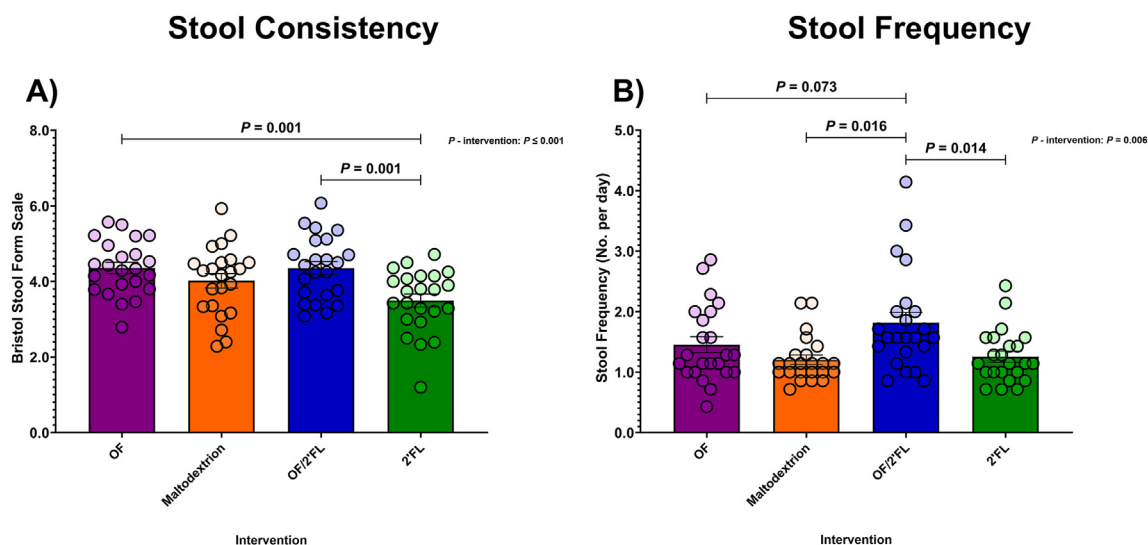 Stool Consistency
Stool Frequency
A)
P = 0.001
P - intervention: P ≤ 0.001
P = 0.001
Bristol Stool Form Scale
8.0
6.0
4.0
2.0
0.0
OF
Maltodextrion
OF/2'FL
2'FL
Intervention
B)
P = 0.073
P = 0.016
P - intervention: P = 0.006
P = 0.014
Stool Frequency (No. per day)
5.0
4.0
3.0
2.0
1.0
0.0
OF
Maltodextrion
OF/2'FL
2'FL
Intervention